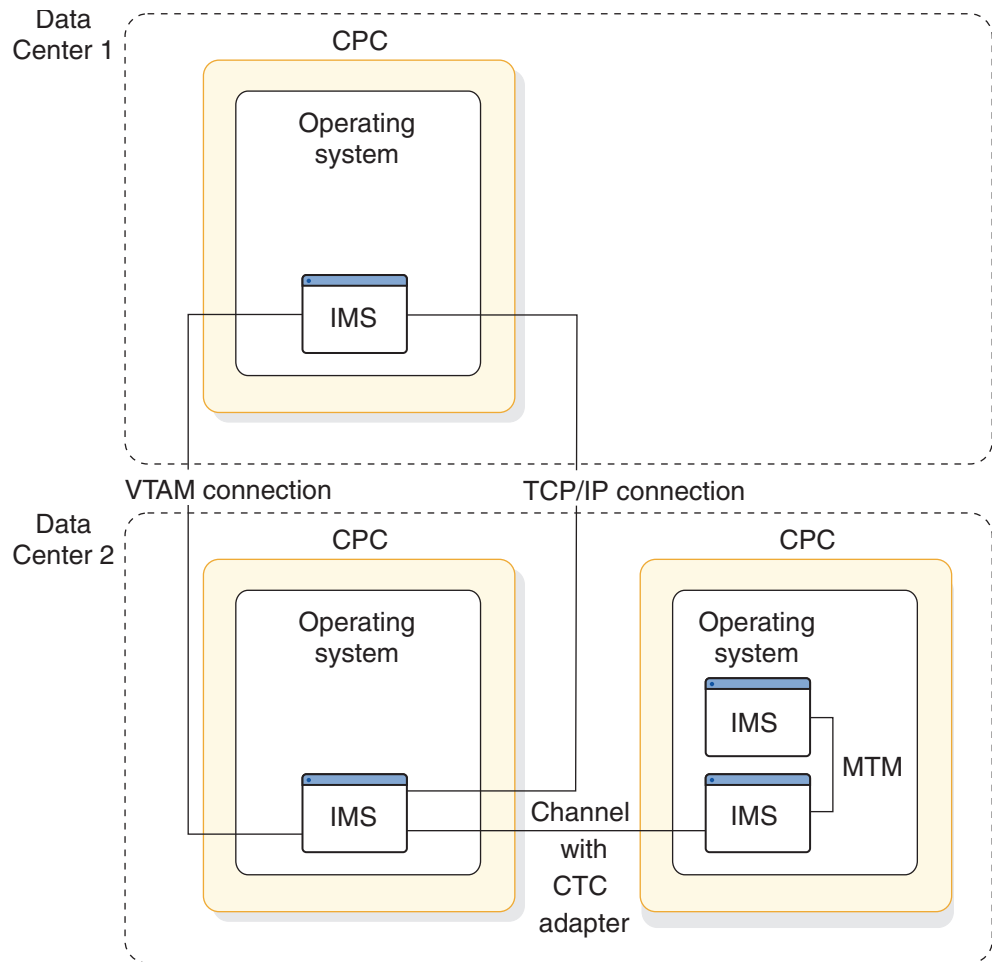 Data
Center 1
CPC
Operating
system
IMS
VTAM connection
TCP/IP connection
Data
Center 2
CPC
CPC
Operating
system
Operating
system
IMS
IMS
MTM
IMS
Channel
with
CTC
adapter